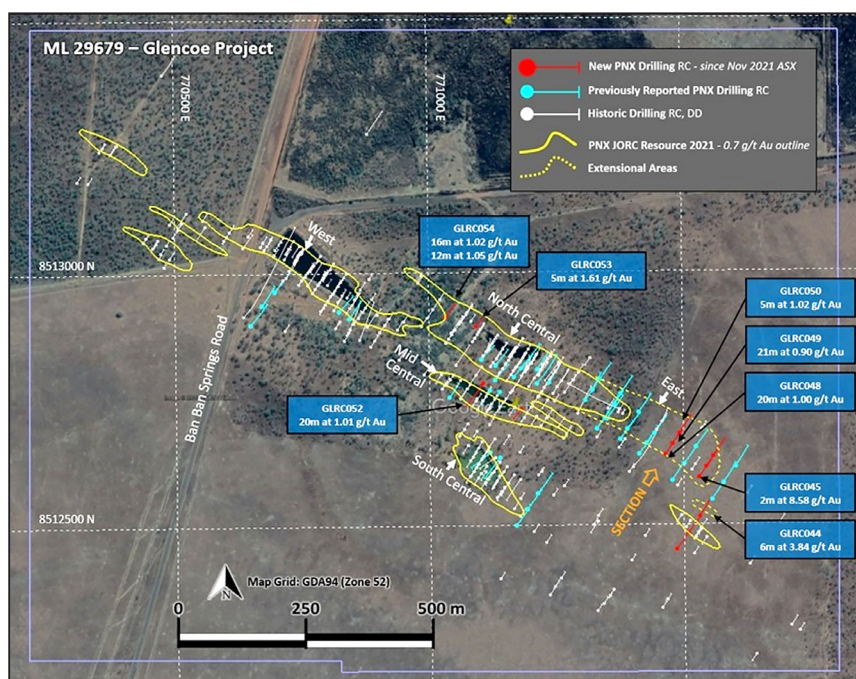 ML 29679 – Glencoe Project
New PNX Drilling RC - since Nov 2021 ASX
Previously Reported PNX Drilling RC
Historic Drilling RC, DD
PNX JORC Resource 2021 - 0.7 g/t Au outline
Extensional Areas
770500 E
771000 E
GLRC054
16m at 1.02 g/t Au
12m at 1.05 g/t Au
GLRC053
5m at 1.61 g/t Au
West
8513000 N
North
Central
GLRC050
5m at 1.02 g/t Au
GLRC049
21m at 0.90 g/t Au
GLRC048
20m at 1.00 g/t Au
Mid
Central
East
GLRC052
20m at 1.01 g/t Au
Ban Ban Springs Road
South Central
SECTION
GLRC045
2m at 8.58 g/t Au
GLRC044
6m at 3.84 g/t Au
8512500 N
N
Map Grid: GDA94 (Zone 52)
0 250 500 m